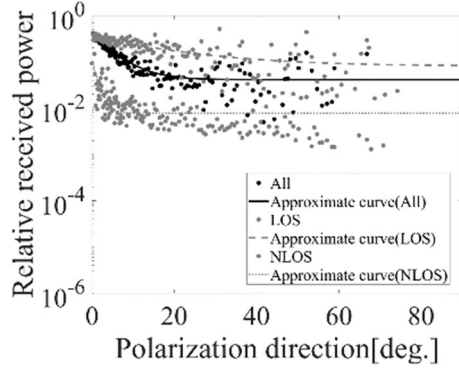 Relative received power
10^0
10^-2
10^-4
10^-6
0 20 40 60 80
Polarization direction[deg.]
All
Approximate curve(All)
LOS
Approximate curve(LOS)
NLOS
Approximate curve(NLOS)